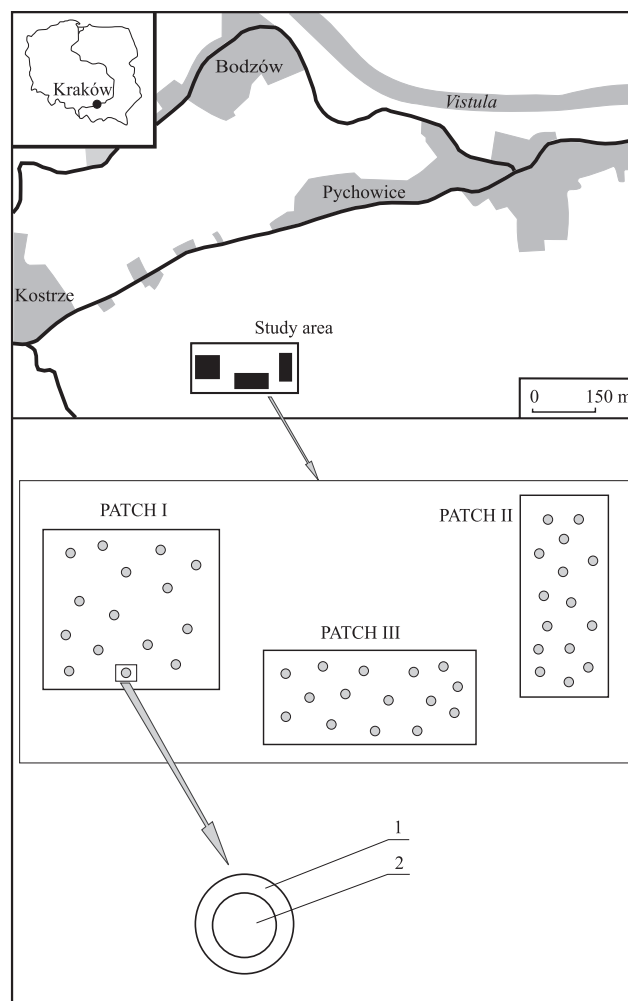 Kraków
Bodzów
Vistula
Pychowice
Kostrze
Study area
0 150 m
PATCH I
PATCH II
PATCH III
1
2